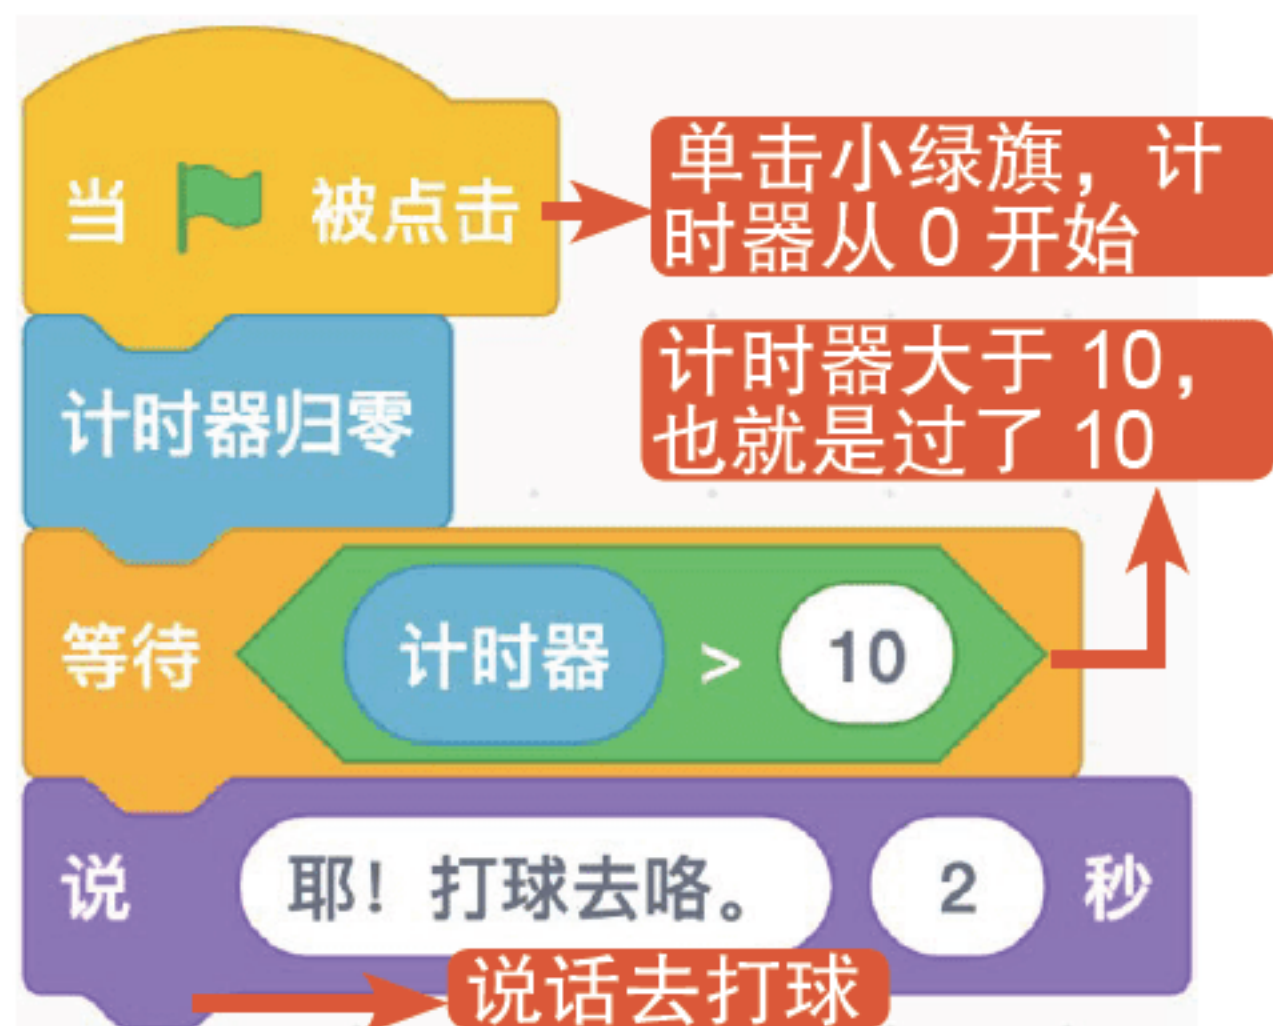 当 被点击
单击小绿旗，计
时器从 0 开始
计时器归零
计时器大于 10，
也就是过了 10
等待 计时器 > 10
说 耶！打球去咯。 2 秒
说话去打球